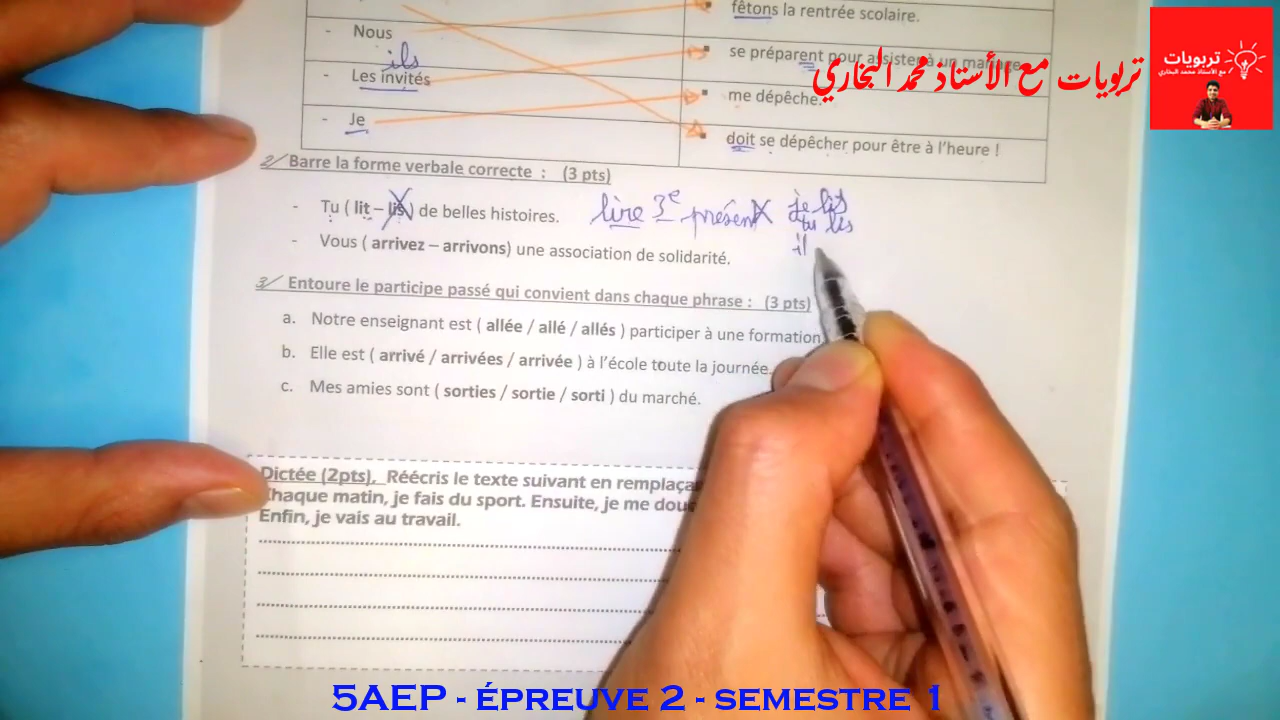 fêtons la rentrée scolaire.
- Nous
ils
se préparent pour assister à un mariage.
- Les invités
me dépêche.
- Je
doit se dépêcher pour être à l'heure !
تربويات مع الأستاذ محمد البخاري
تربويات
مع الأستاذ محمد البخاري
2/ Barre la forme verbale correcte : (3 pts)
- Tu ( lit – lis ) de belles histoires. lire 3e présent je lis
tu lis
il
- Vous ( arrivez – arrivons) une association de solidarité.
3/ Entoure le participe passé qui convient dans chaque phrase : (3 pts)
a. Notre enseignant est ( allée / allé / allés ) participer à une formation
b. Elle est ( arrivé / arrivées / arrivée ) à l'école toute la journée.
c. Mes amies sont ( sorties / sortie / sorti ) du marché.
Dictée (2pts). Réécris le texte suivant en remplaça
Chaque matin, je fais du sport. Ensuite, je me douc
Enfin, je vais au travail.
5AEP - épreuve 2 - semestre 1